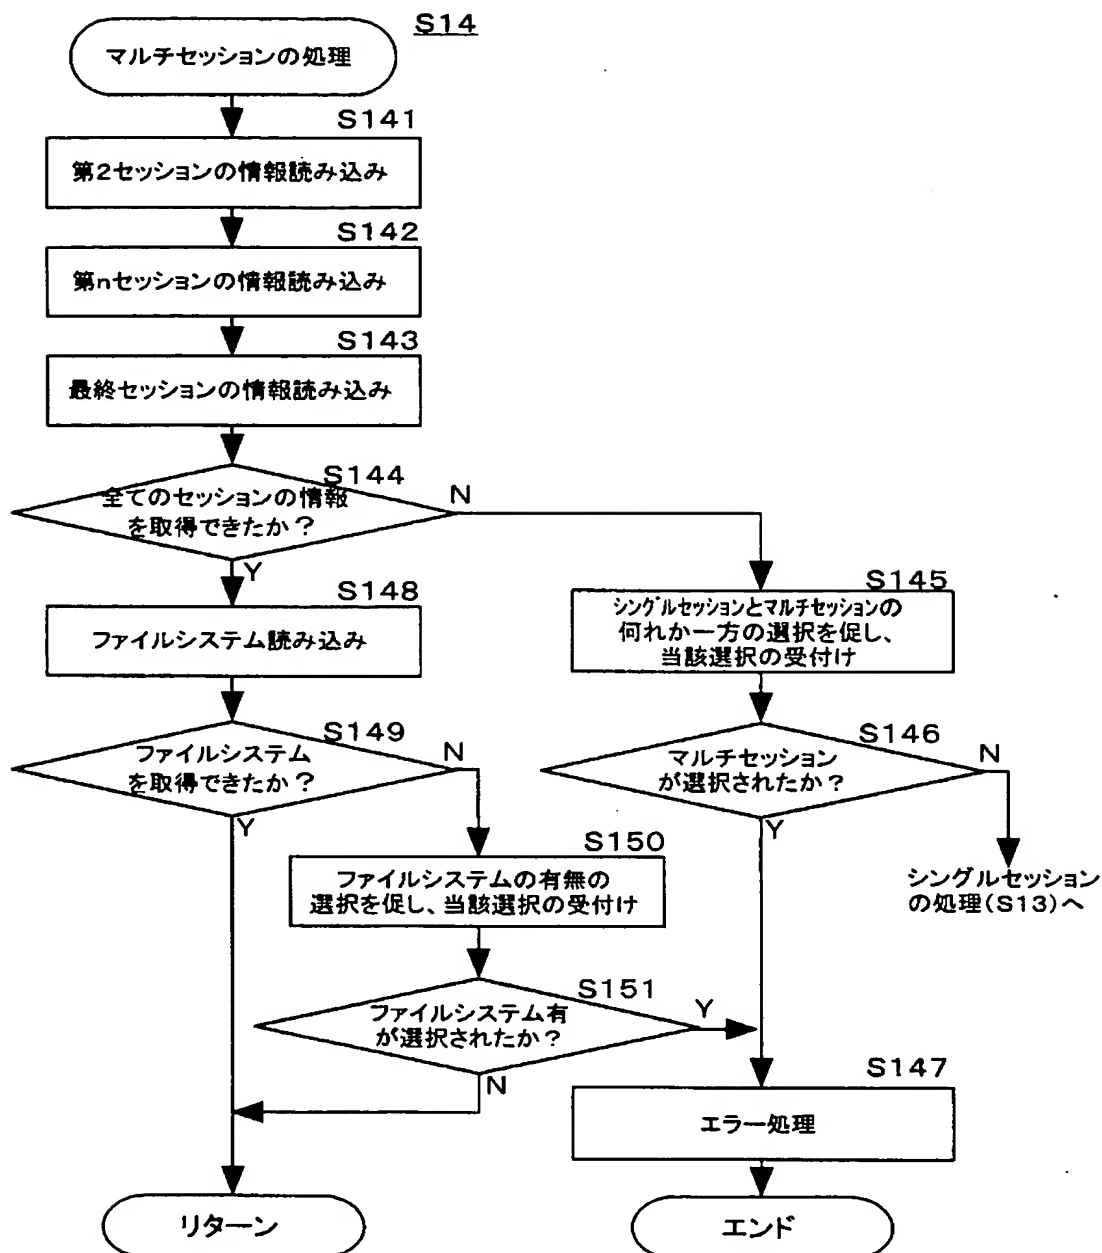 S14
マルチセッションの処理
S141
第2セッションの情報読み込み
S142
第nセッションの情報読み込み
S143
最終セッションの情報読み込み
S144
全てのセッションの情報
を取得できたか？
N
Y
S148
ファイルシステム読み込み
S145
シングルセッションとマルチセッションの
何れか一方の選択を促し、
当該選択の受付け
S149
ファイルシステム
を取得できたか？
N
Y
S146
マルチセッション
が選択されたか？
N
Y
S150
ファイルシステムの有無の
選択を促し、当該選択の受付け
シングルセッション
の処理(S13)へ
S151
ファイルシステム有
が選択されたか？
Y
N
S147
エラー処理
リターン
エンド